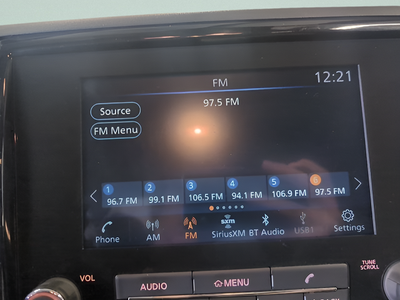 FM 12:21
Source
97.5 FM
FM Menu
1 2 3 4 5 6
96.7 FM 99.1 FM 106.5 FM 94.1 FM 106.9 FM 97.5 FM
sxm
Phone AM FM SiriusXM BT Audio USB1 Settings
VOL
TUNE
SCROLL
AUDIO MENU